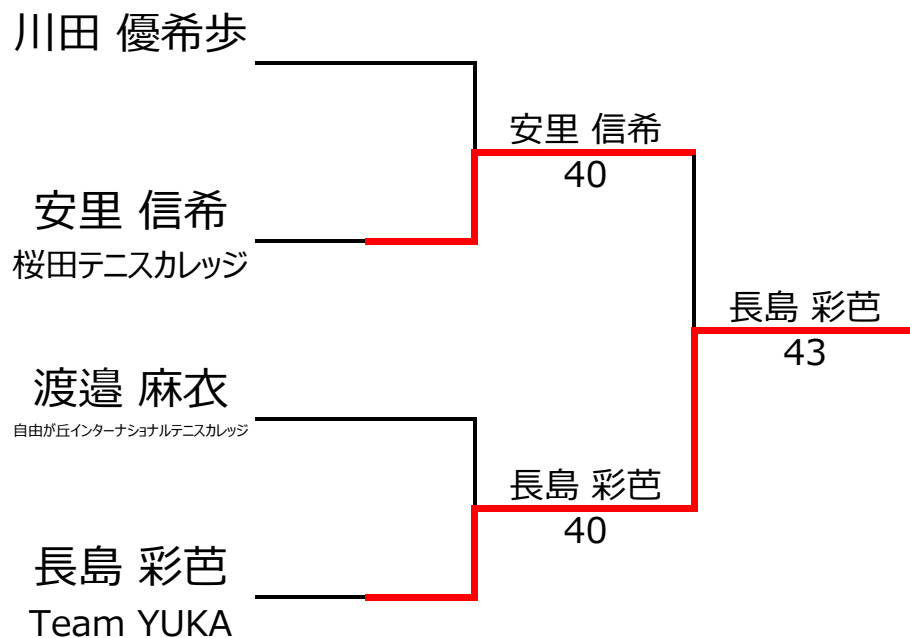 川田 優希歩
安里 信希
40
安里 信希
桜田テニスカレッジ
長島 彩芭
43
渡邉 麻衣
自由が丘インターナショナルテニスカレッジ
長島 彩芭
40
長島 彩芭
Team YUKA